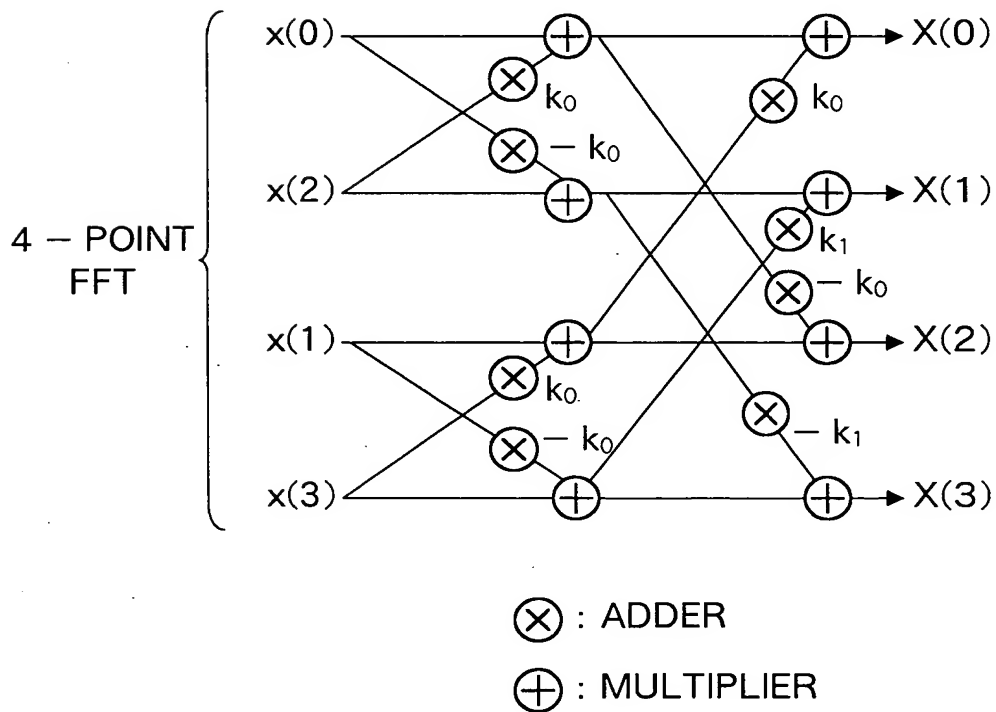 x(0) X(0)
k₀ k₀
− k₀
x(2) X(1)
k₁
4 − POINT
FFT
− k₀
x(1) X(2)
k₀
− k₁
− k₀
x(3) X(3)
⊗ : ADDER
⊕ : MULTIPLIER